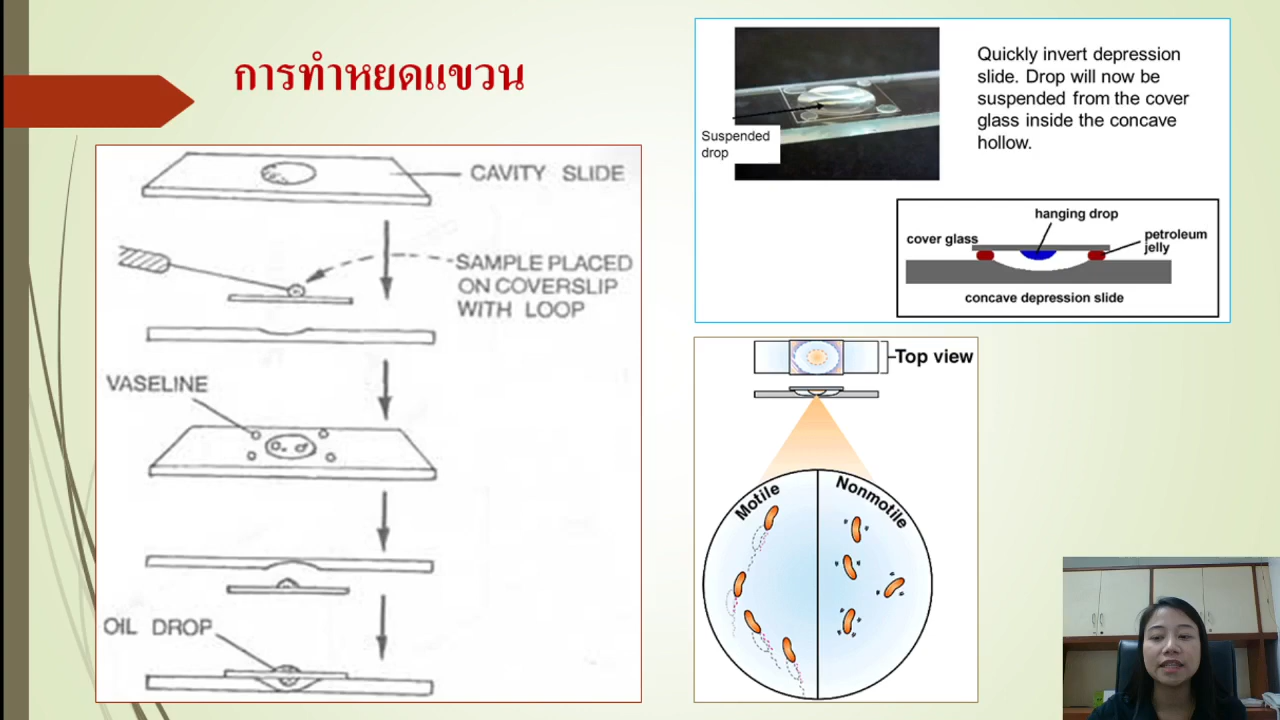 การทำหยดแขวน
CAVITY SLIDE
SAMPLE PLACED
ON COVERSLIP
WITH LOOP
VASELINE
OIL DROP
Suspended
drop
Quickly invert depression
slide. Drop will now be
suspended from the cover
glass inside the concave
hollow.
hanging drop
cover glass
petroleum
jelly
concave depression slide
Top view
Motile
Nonmotile